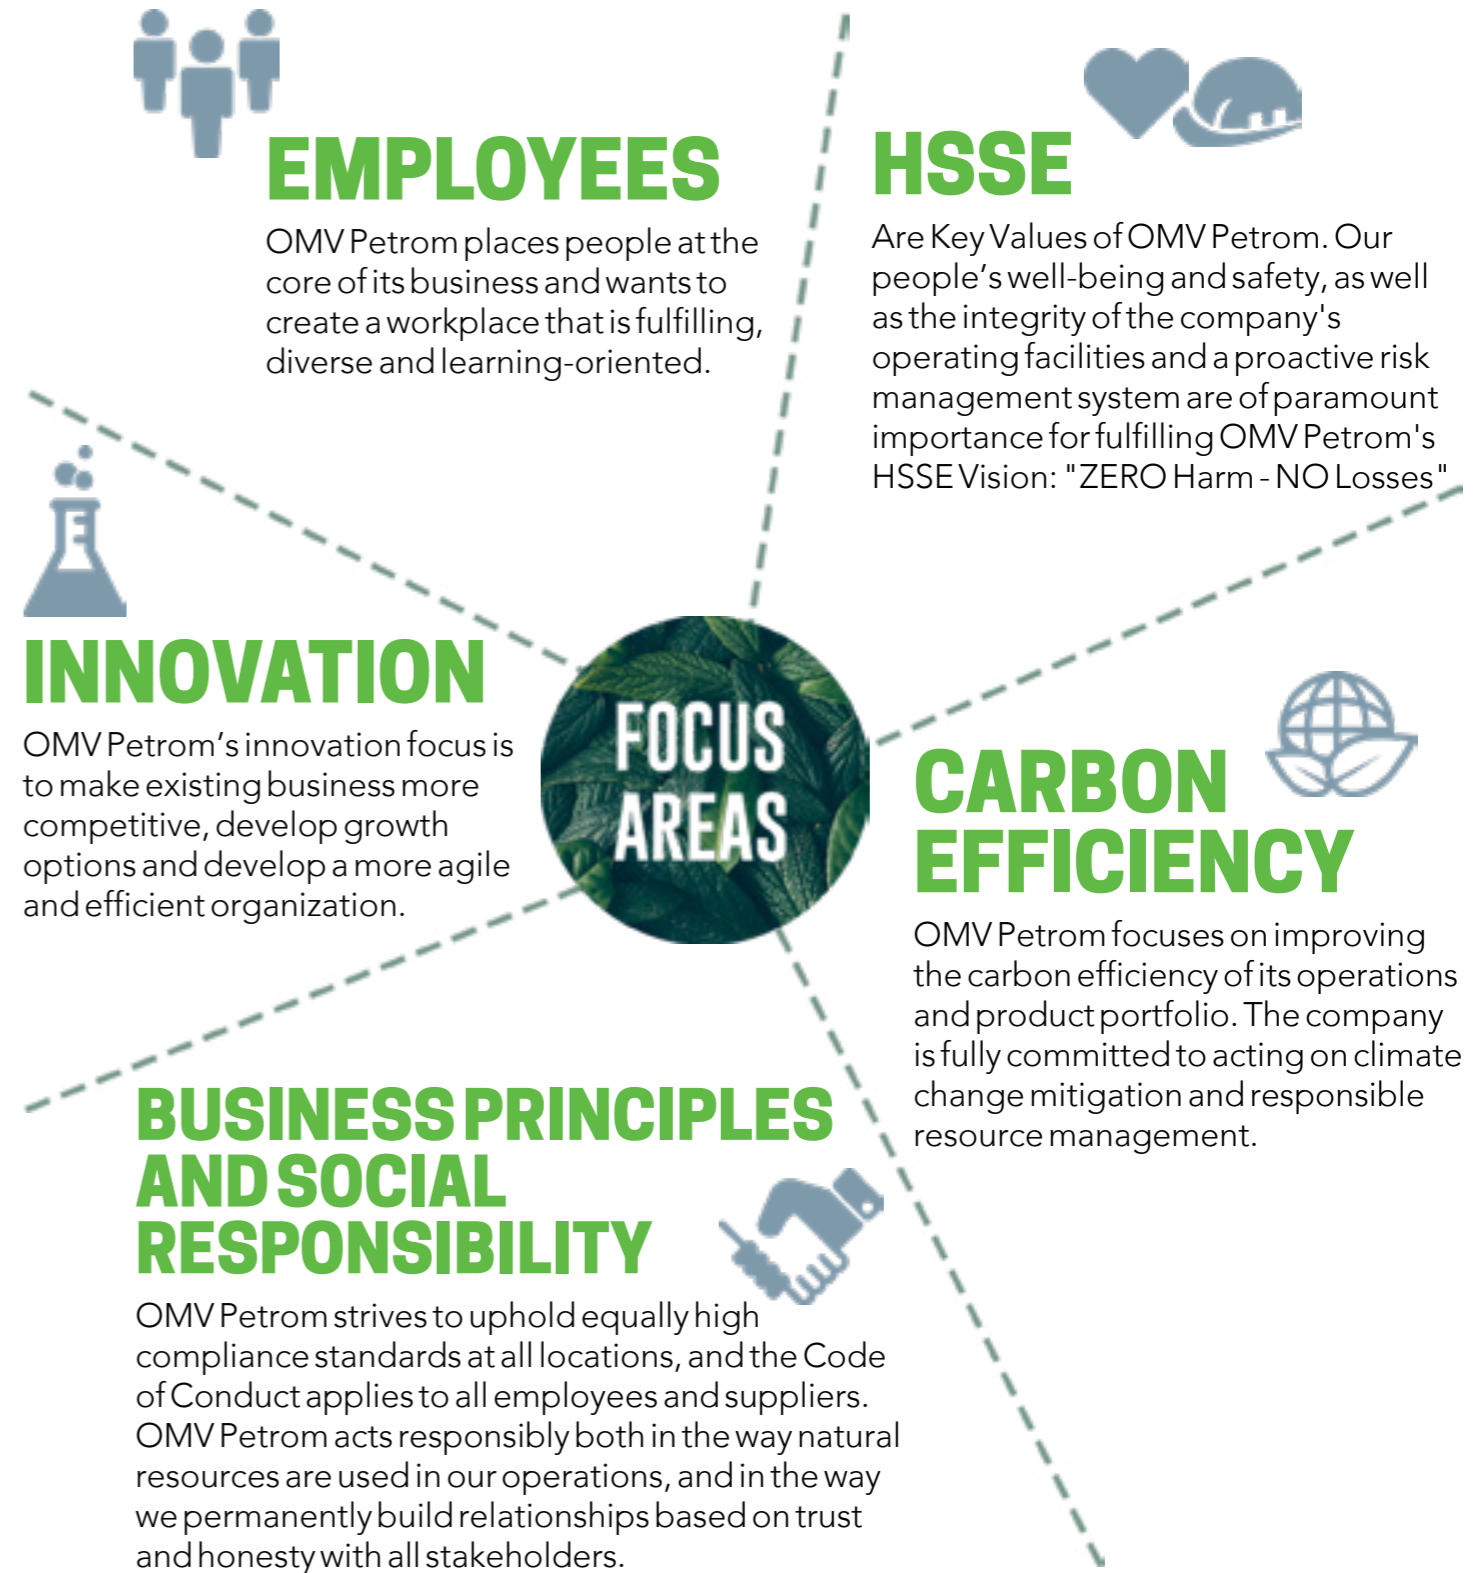 EMPLOYEES
OMV Petrom places people at the
core of its business and wants to
create a workplace that is fulfilling,
diverse and learning-oriented.
HSSE
Are Key Values of OMV Petrom. Our
people’s well-being and safety, as well
as the integrity of the company's
operating facilities and a proactive risk
management system are of paramount
importance for fulfilling OMV Petrom's
HSSE Vision: "ZERO Harm - NO Losses"
INNOVATION
OMV Petrom’s innovation focus is
to make existing business more
competitive, develop growth
options and develop a more agile
and efficient organization.
FOCUS
AREAS
CARBON
EFFICIENCY
OMV Petrom focuses on improving
the carbon efficiency of its operations
and product portfolio. The company
is fully committed to acting on climate
change mitigation and responsible
resource management.
BUSINESS PRINCIPLES
AND SOCIAL
RESPONSIBILITY
OMV Petrom strives to uphold equally high
compliance standards at all locations, and the Code
of Conduct applies to all employees and suppliers.
OMV Petrom acts responsibly both in the way natural
resources are used in our operations, and in the way
we permanently build relationships based on trust
and honesty with all stakeholders.